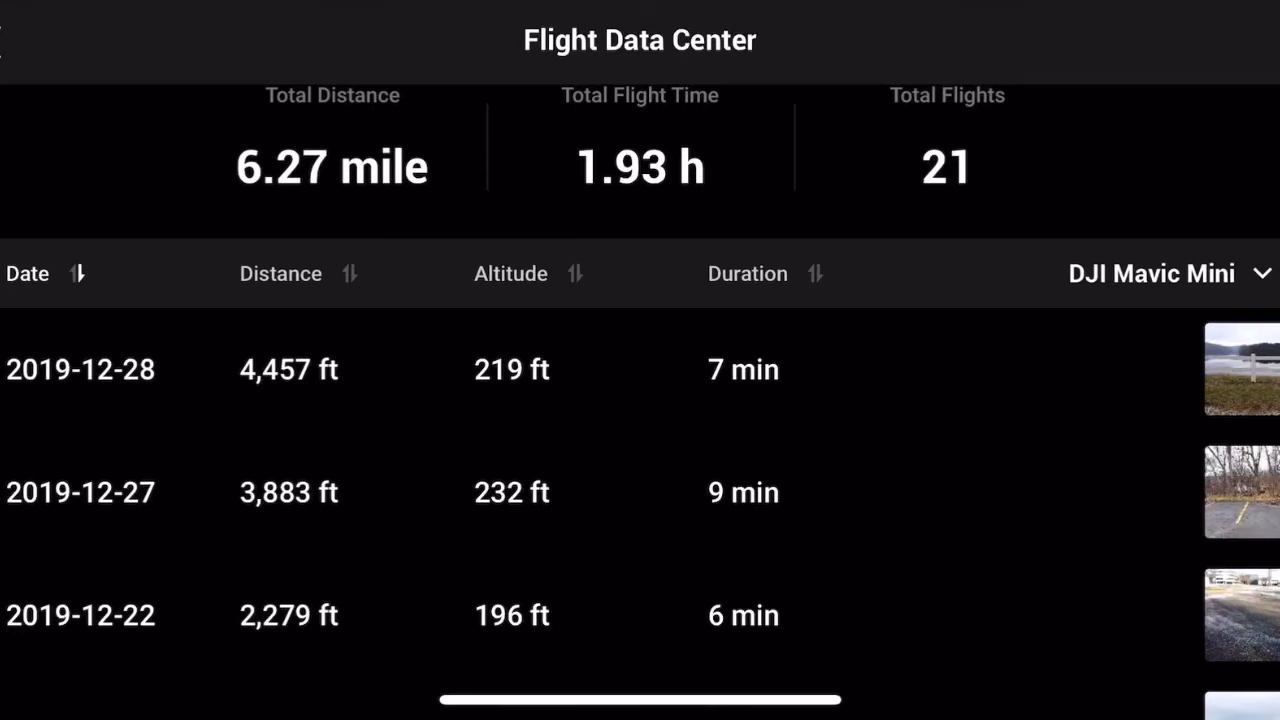 Flight Data Center
Total Distance Total Flight Time Total Flights
6.27 mile 1.93 h 21
Date Distance Altitude Duration DJI Mavic Mini
2019-12-28 4,457 ft 219 ft 7 min
2019-12-27 3,883 ft 232 ft 9 min
2019-12-22 2,279 ft 196 ft 6 min